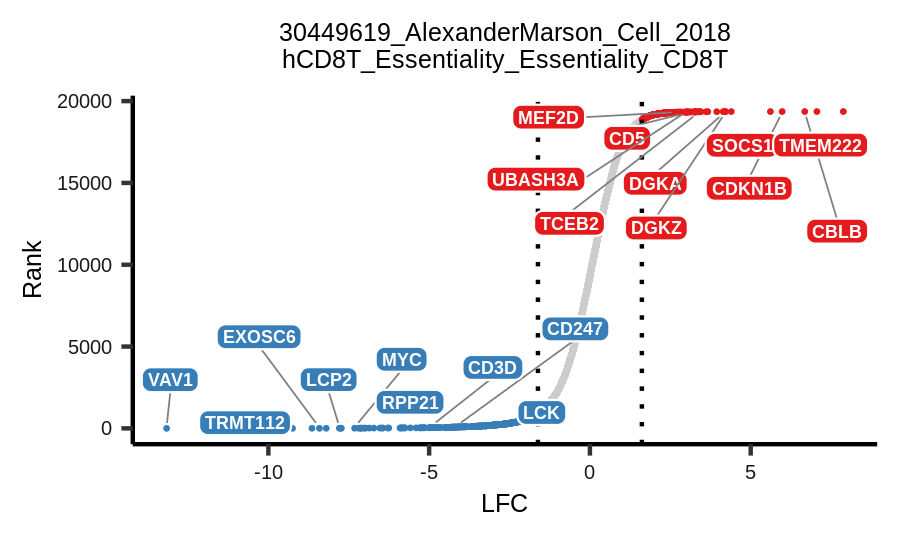 30449619_AlexanderMarson_Cell_2018
hCD8T_Essentiality_Essentiality_CD8T
20000
15000
10000
5000
0
Rank
MEF2D
CD5
SOCS1
TMEM222
UBASH3A
DGKA
CDKN1B
TCEB2
DGKZ
CBLB
CD247
EXOSC6
MYC
CD3D
VAV1
LCP2
RPP21
LCK
TRMT112
-10
-5
0
5
LFC